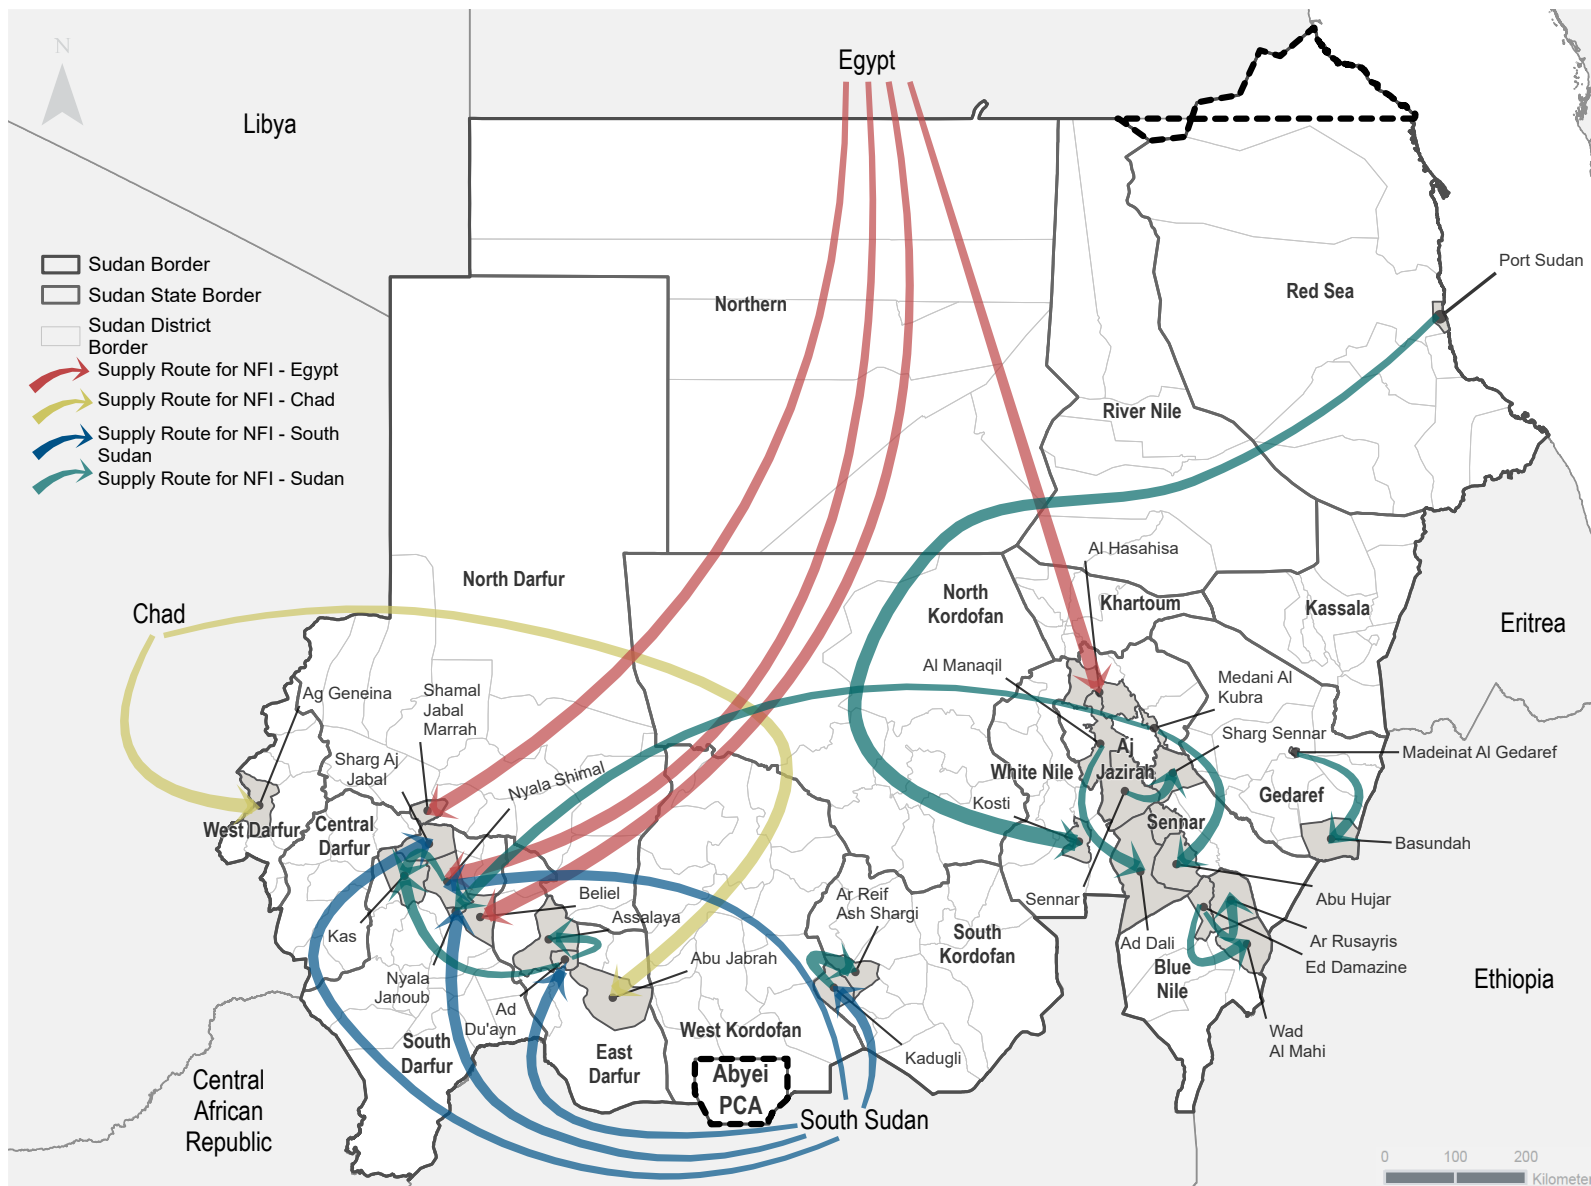 N
Egypt
Libya
Sudan Border
Sudan State Border
Sudan District
Border
Supply Route for NFI - Egypt
Supply Route for NFI - Chad
Supply Route for NFI - South
Sudan
Supply Route for NFI - Sudan
Port Sudan
Red Sea
Northern
River Nile
Al Hasahisa
North Darfur
North
Kordofan
Khartoum
Kassala
Chad
Eritrea
Al Manaqil
Medani Al
Kubra
Ag Geneina
Shamal
Jabal
Marrah
Sharg Sennar
Madeinat Al Gedaref
Sharg Aj
Jabal
Nyala Shimal
Aj
Jazirah
White Nile
Gedaref
Kosti
West Darfur
Central
Darfur
Sennar
Basundah
Beliel
Ar Reif
Ash Shargi
Sennar
Abu Hujar
Assalaya
Kas
South
Kordofan
Ad Dali
Ar Rusayris
Ed Damazine
Abu Jabrah
Blue
Nile
Ethiopia
Nyala
Janoub
Ad
Du'ayn
West Kordofan
Wad
Al Mahi
South
Darfur
East
Darfur
Kadugli
Central
African
Republic
Abyei
PCA
South Sudan
0 100 200
Kilometer